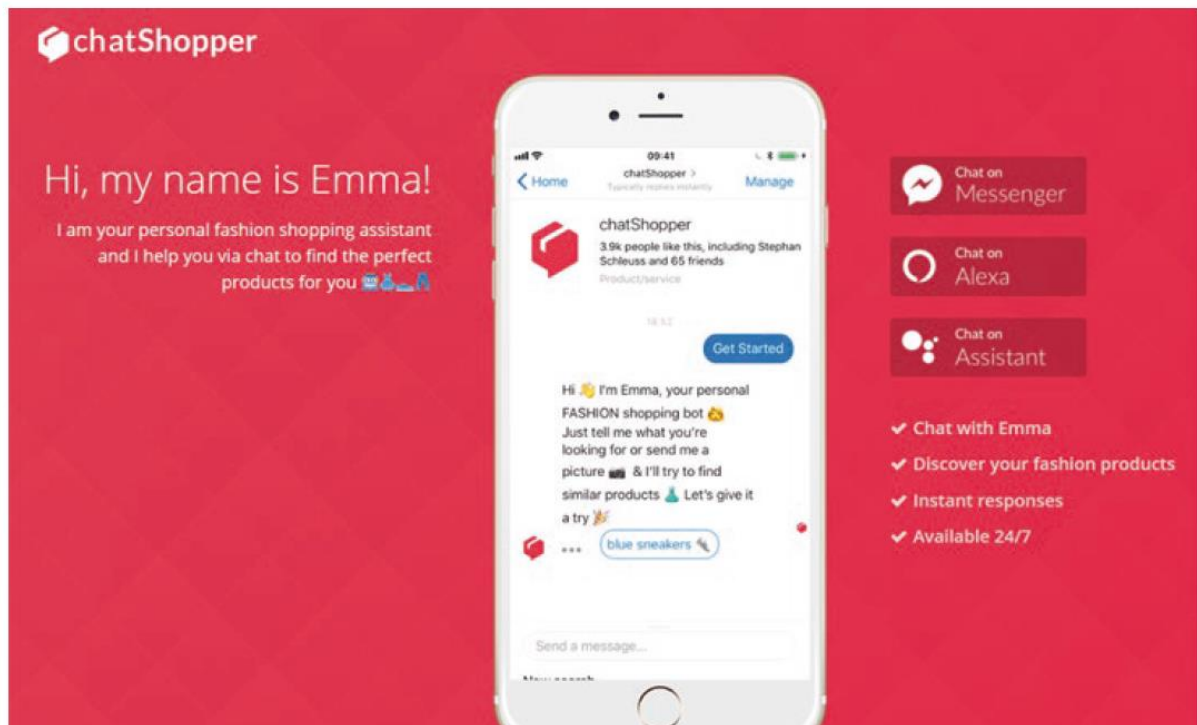 chatShopper
Hi, my name is Emma!
I am your personal fashion shopping assistant
and I help you via chat to find the perfect
products for you
09:41
Home
chatShopper >
Typically replies instantly
Manage
chatShopper
3.9k people like this, including Stephan
Schleuss and 65 friends
Product/service
Get Started
Hi 👋 I'm Emma, your personal
FASHION shopping bot
Just tell me what you're
looking for or send me a
picture 📷 & I'll try to find
similar products 👗 Let's give it
a try 🎉
blue sneakers
Send a message...
New search
Chat on
Messenger
Chat on
Alexa
Chat on
Assistant
✔ Chat with Emma
✔ Discover your fashion products
✔ Instant responses
✔ Available 24/7